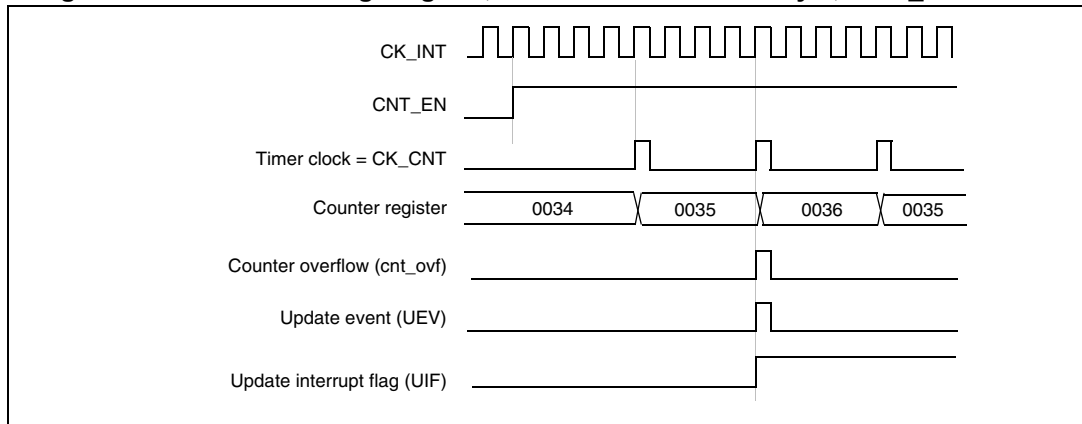 CK_INT
CNT_EN
Timer clock = CK_CNT
Counter register 0034 0035 0036 0035
Counter overflow (cnt_ovf)
Update event (UEV)
Update interrupt flag (UIF)